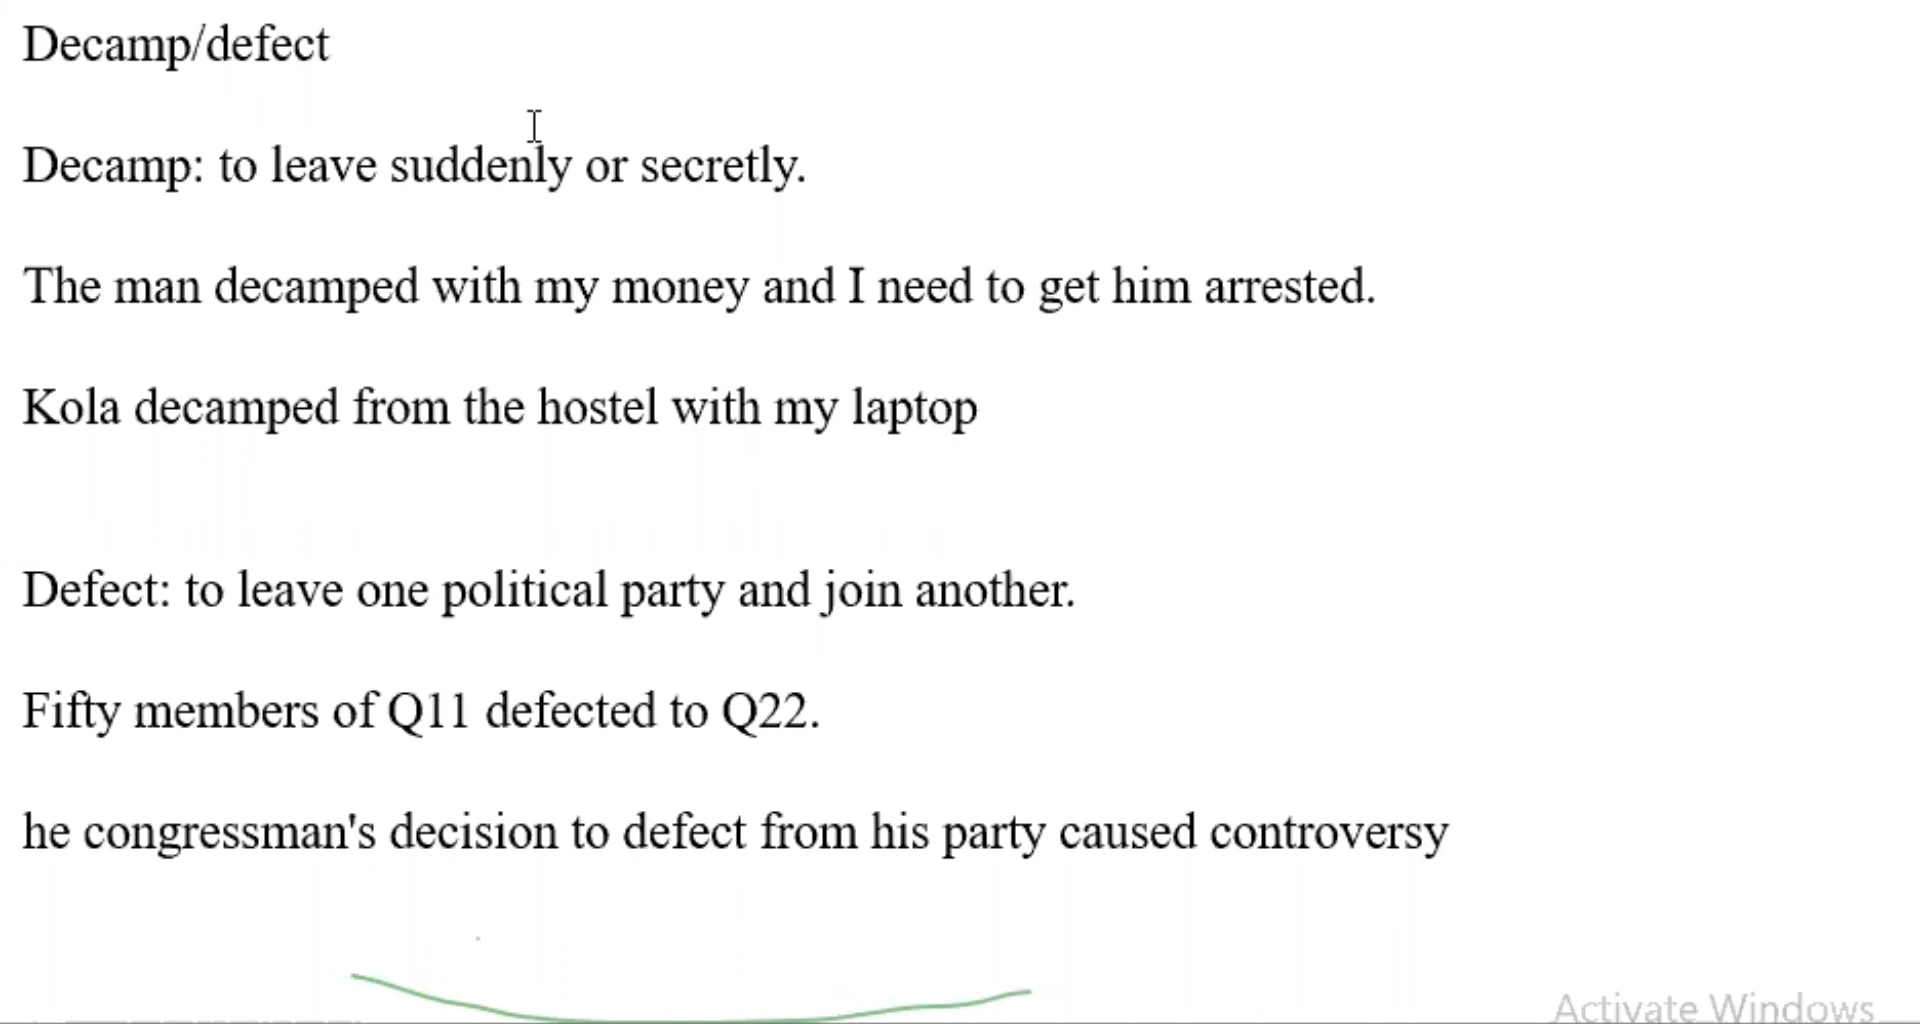 Decamp/defect
Decamp: to leave suddenly or secretly.
The man decamped with my money and I need to get him arrested.
Kola decamped from the hostel with my laptop
Defect: to leave one political party and join another.
Fifty members of Q11 defected to Q22.
he congressman's decision to defect from his party caused controversy
Activate Windows